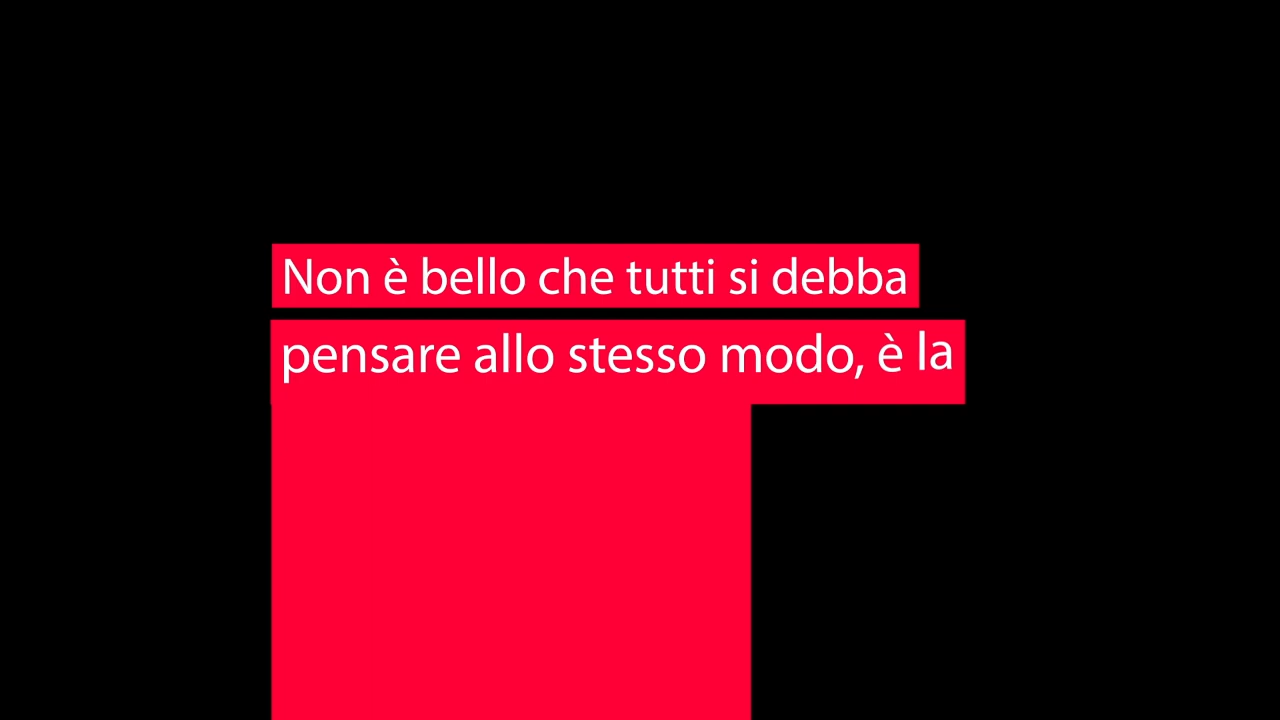 Non è bello che tutti si debba
pensare allo stesso modo, è la